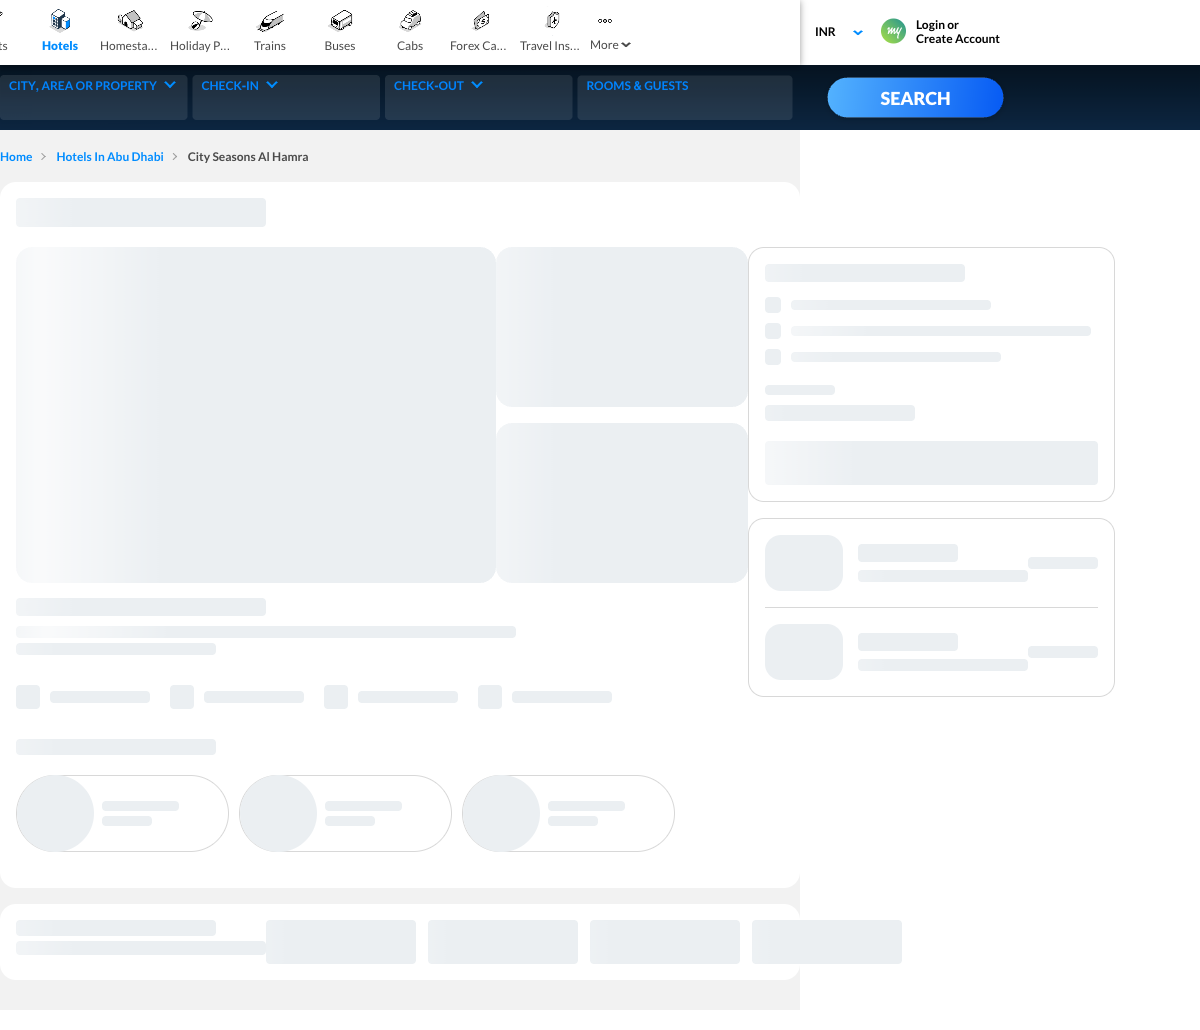 ts
Hotels
Homesta...
Holiday P...
Trains
Buses
Cabs
Forex Ca...
Travel Ins...
More
INR
my
Login or
Create Account
CITY, AREA OR PROPERTY
CHECK-IN
CHECK-OUT
ROOMS & GUESTS
SEARCH
Home
Hotels In Abu Dhabi
City Seasons Al Hamra